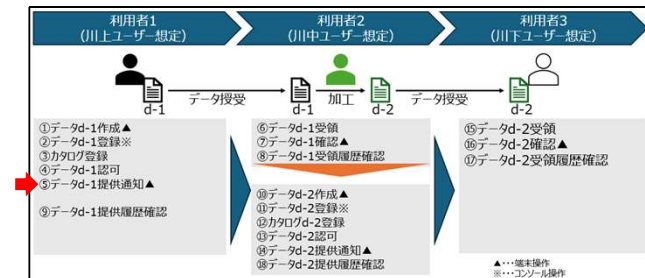 利用者1
(川上ユーザー想定)
利用者2
(川中ユーザー想定)
利用者3
(川下ユーザー想定)
d-1
データ授受
d-1
加工
d-2
データ授受
d-2
①データd-1作成▲
②データd-1登録※
③カタログ登録
④データd-1認可
⑤データd-1提供通知▲
⑨データd-1提供履歴確認
⑥データd-1受領
⑦データd-1確認▲
⑧データd-1受領履歴確認
⑩データd-2作成▲
⑪データd-2登録※
⑫カタログd-2登録
⑬データd-2認可
⑭データd-2提供通知▲
⑱データd-2提供履歴確認
⑮データd-2受領
⑯データd-2確認▲
⑰データd-2受領履歴確認
▲・・・端末操作
※・・・コンソール操作